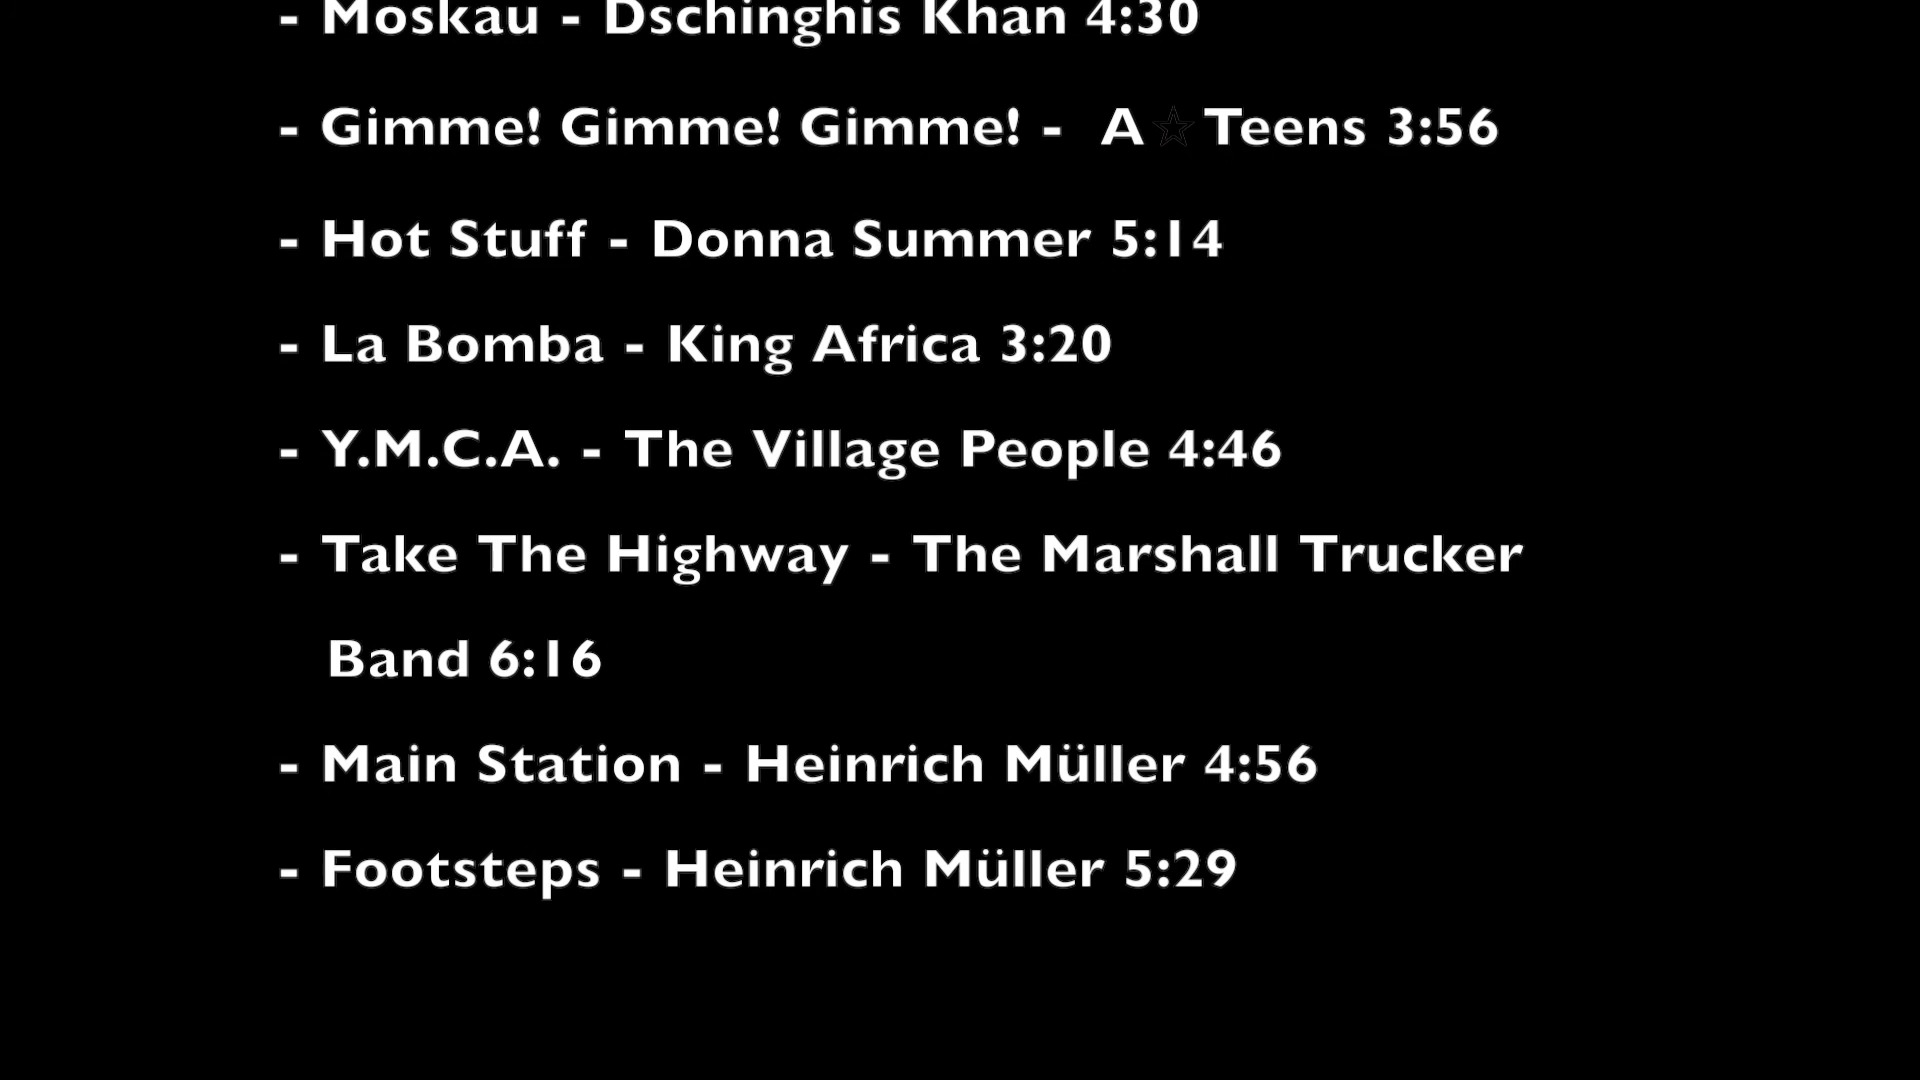 - Moskau - Dschinghis Khan 4:30
- Gimme! Gimme! Gimme! -  A☆Teens 3:56
- Hot Stuff - Donna Summer 5:14
- La Bomba - King Africa 3:20
- Y.M.C.A. - The Village People 4:46
- Take The Highway - The Marshall Trucker
Band 6:16
- Main Station - Heinrich Müller 4:56
- Footsteps - Heinrich Müller 5:29